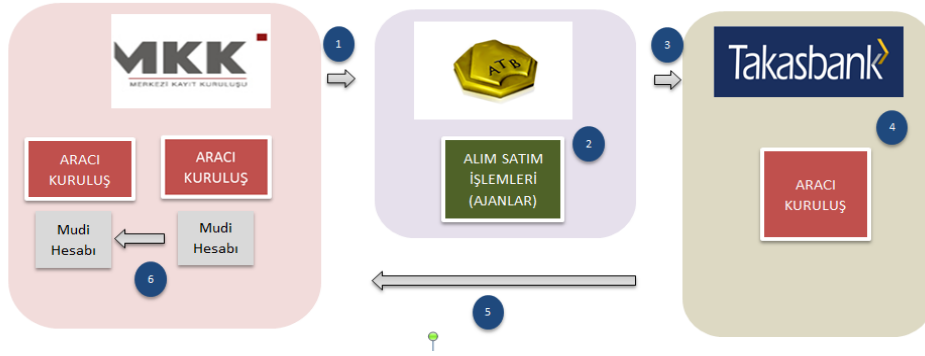 MKK
MERKEZİ KAYIT KURULUŞU
1
ATB
3
Takasbank
ARACI
KURULUŞ
ARACI
KURULUŞ
2
ALIM SATIM
İŞLEMLERİ
(AJANLAR)
4
ARACI
KURULUŞ
Mudi
Hesabı
Mudi
Hesabı
6
5